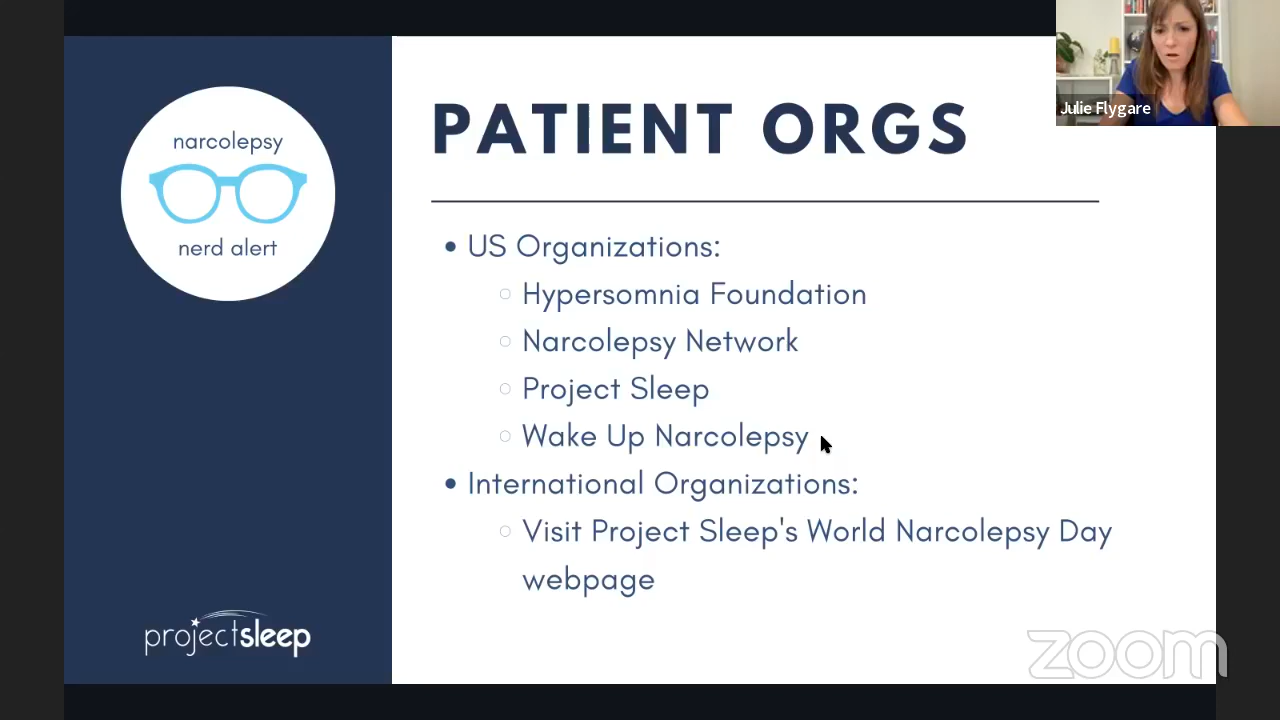 narcolepsy
nerd alert
PATIENT ORGS
Julie Flygare
US Organizations:
Hypersomnia Foundation
Narcolepsy Network
Project Sleep
Wake Up Narcolepsy
International Organizations:
Visit Project Sleep's World Narcolepsy Day
webpage
projectsleep
zoom